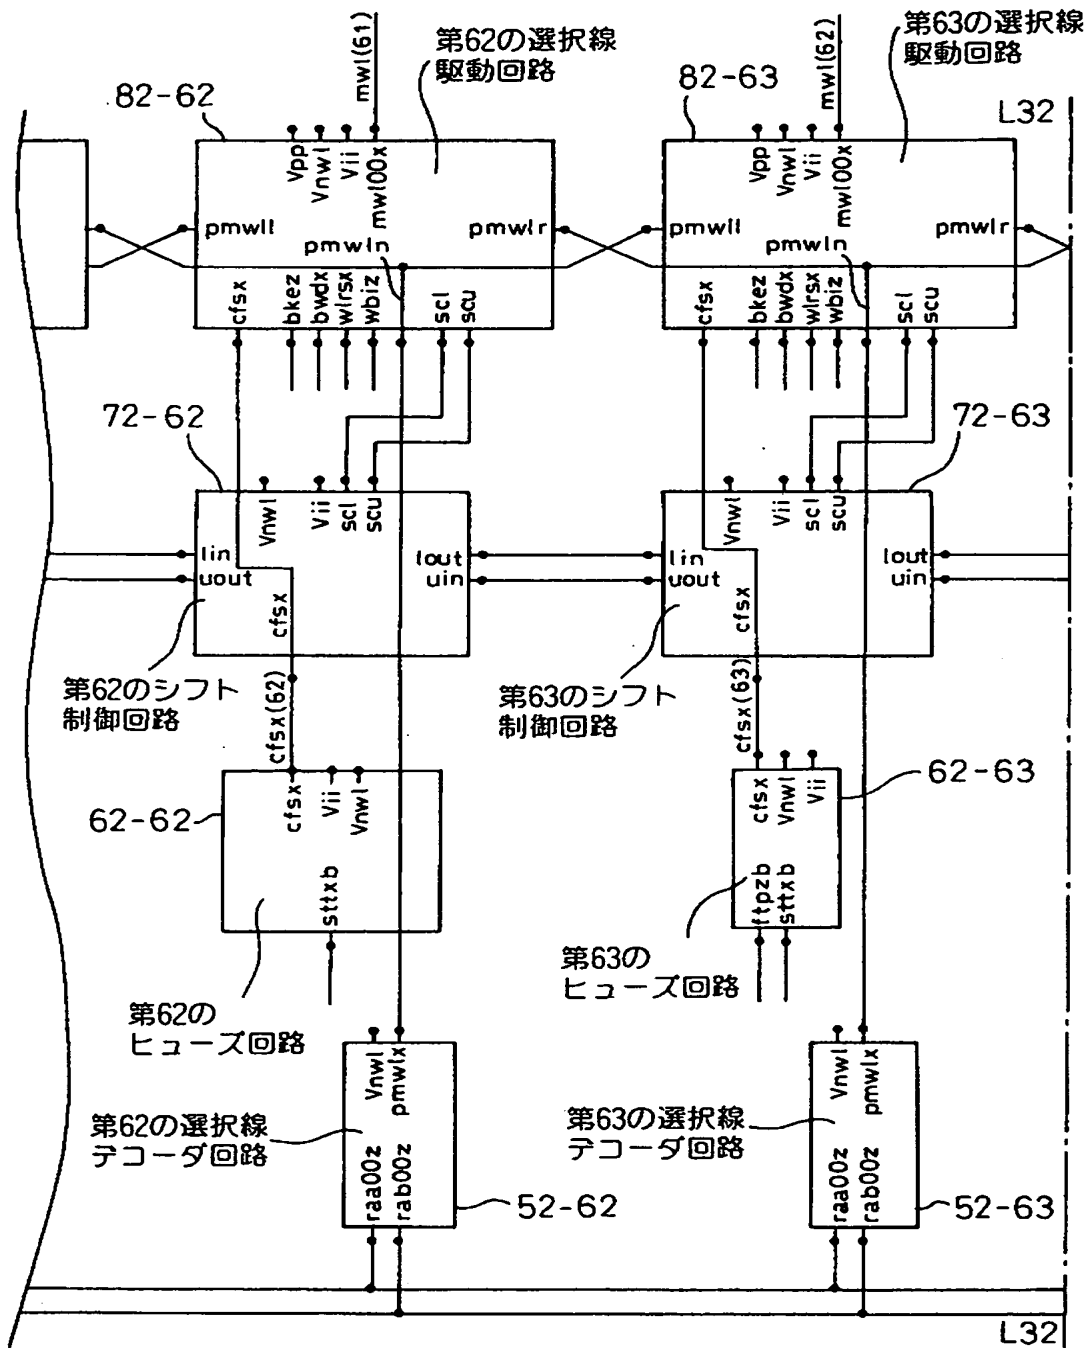 mwl(61)
第62の選択線
駆動回路
82-62
mwl(62)
第63の選択線
駆動回路
82-63
L32
Vpp
Vnwl
Vii
mwl00x
pmwll
pmwlr
pmwln
cfsx
bkez
bwdx
wlrsx
wbiz
scl
scu
Vpp
Vnwl
Vii
mwl00x
pmwll
pmwlr
pmwln
cfsx
bkez
bwdx
wlrsx
wbiz
scl
scu
72-62
Vnwl
Vii
scl
scu
lin
uout
lout
uin
cfsx
第62のシフト
制御回路
72-63
Vnwl
Vii
scl
scu
lin
uout
lout
uin
cfsx
第63のシフト
制御回路
cfsx(62)
62-62
cfsx
Vii
Vnwl
sttxb
第62の
ヒューズ回路
cfsx(63)
62-63
cfsx
Vnwl
Vii
ftpzb
sttxb
第63の
ヒューズ回路
Vnwl
pmwlx
raa00z
rab00z
第62の選択線
デコーダ回路
52-62
Vnwl
pmwlx
raa00z
rab00z
第63の選択線
デコーダ回路
52-63
L32